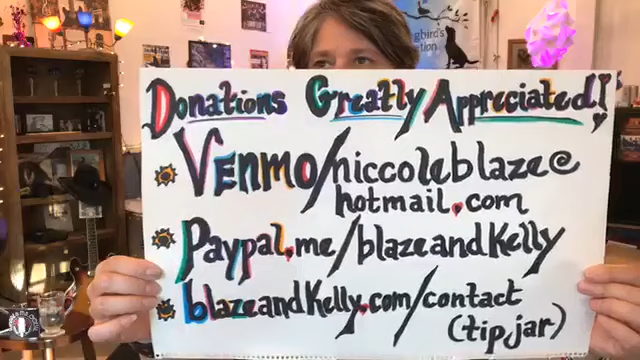 Donations Greatly Appreciated!
Venmo/niccoleblaze@
hotmail.com
Paypal.me/blazeandKelly
blazeandKelly.com/contact
(tip jar)